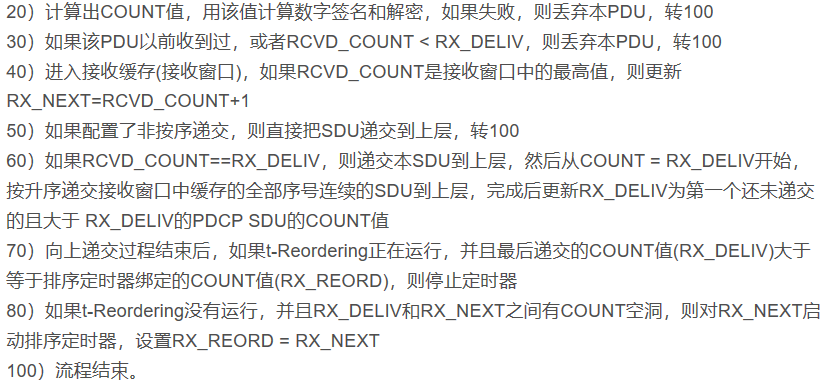 20）计算出COUNT值，用该值计算数字签名和解密，如果失败，则丢弃本PDU，转100
30）如果该PDU以前收到过，或者RCVD_COUNT < RX_DELIV，则丢弃本PDU，转100
40）进入接收缓存(接收窗口)，如果RCVD_COUNT是接收窗口中的最高值，则更新
RX_NEXT=RCVD_COUNT+1
50）如果配置了非按序递交，则直接把SDU递交到上层，转100
60）如果RCVD_COUNT==RX_DELIV，则递交本SDU到上层，然后从COUNT = RX_DELIV开始，
按升序递交接收窗口中缓存的全部序号连续的SDU到上层，完成后更新RX_DELIV为第一个还未递交
的且大于 RX_DELIV的PDCP SDU的COUNT值
70）向上递交过程结束后，如果t-Reordering正在运行，并且最后递交的COUNT值(RX_DELIV)大于
等于排序定时器绑定的COUNT值(RX_REORD)，则停止定时器
80）如果t-Reordering没有运行，并且RX_DELIV和RX_NEXT之间有COUNT空洞，则对RX_NEXT启
动排序定时器，设置RX_REORD = RX_NEXT
100）流程结束。